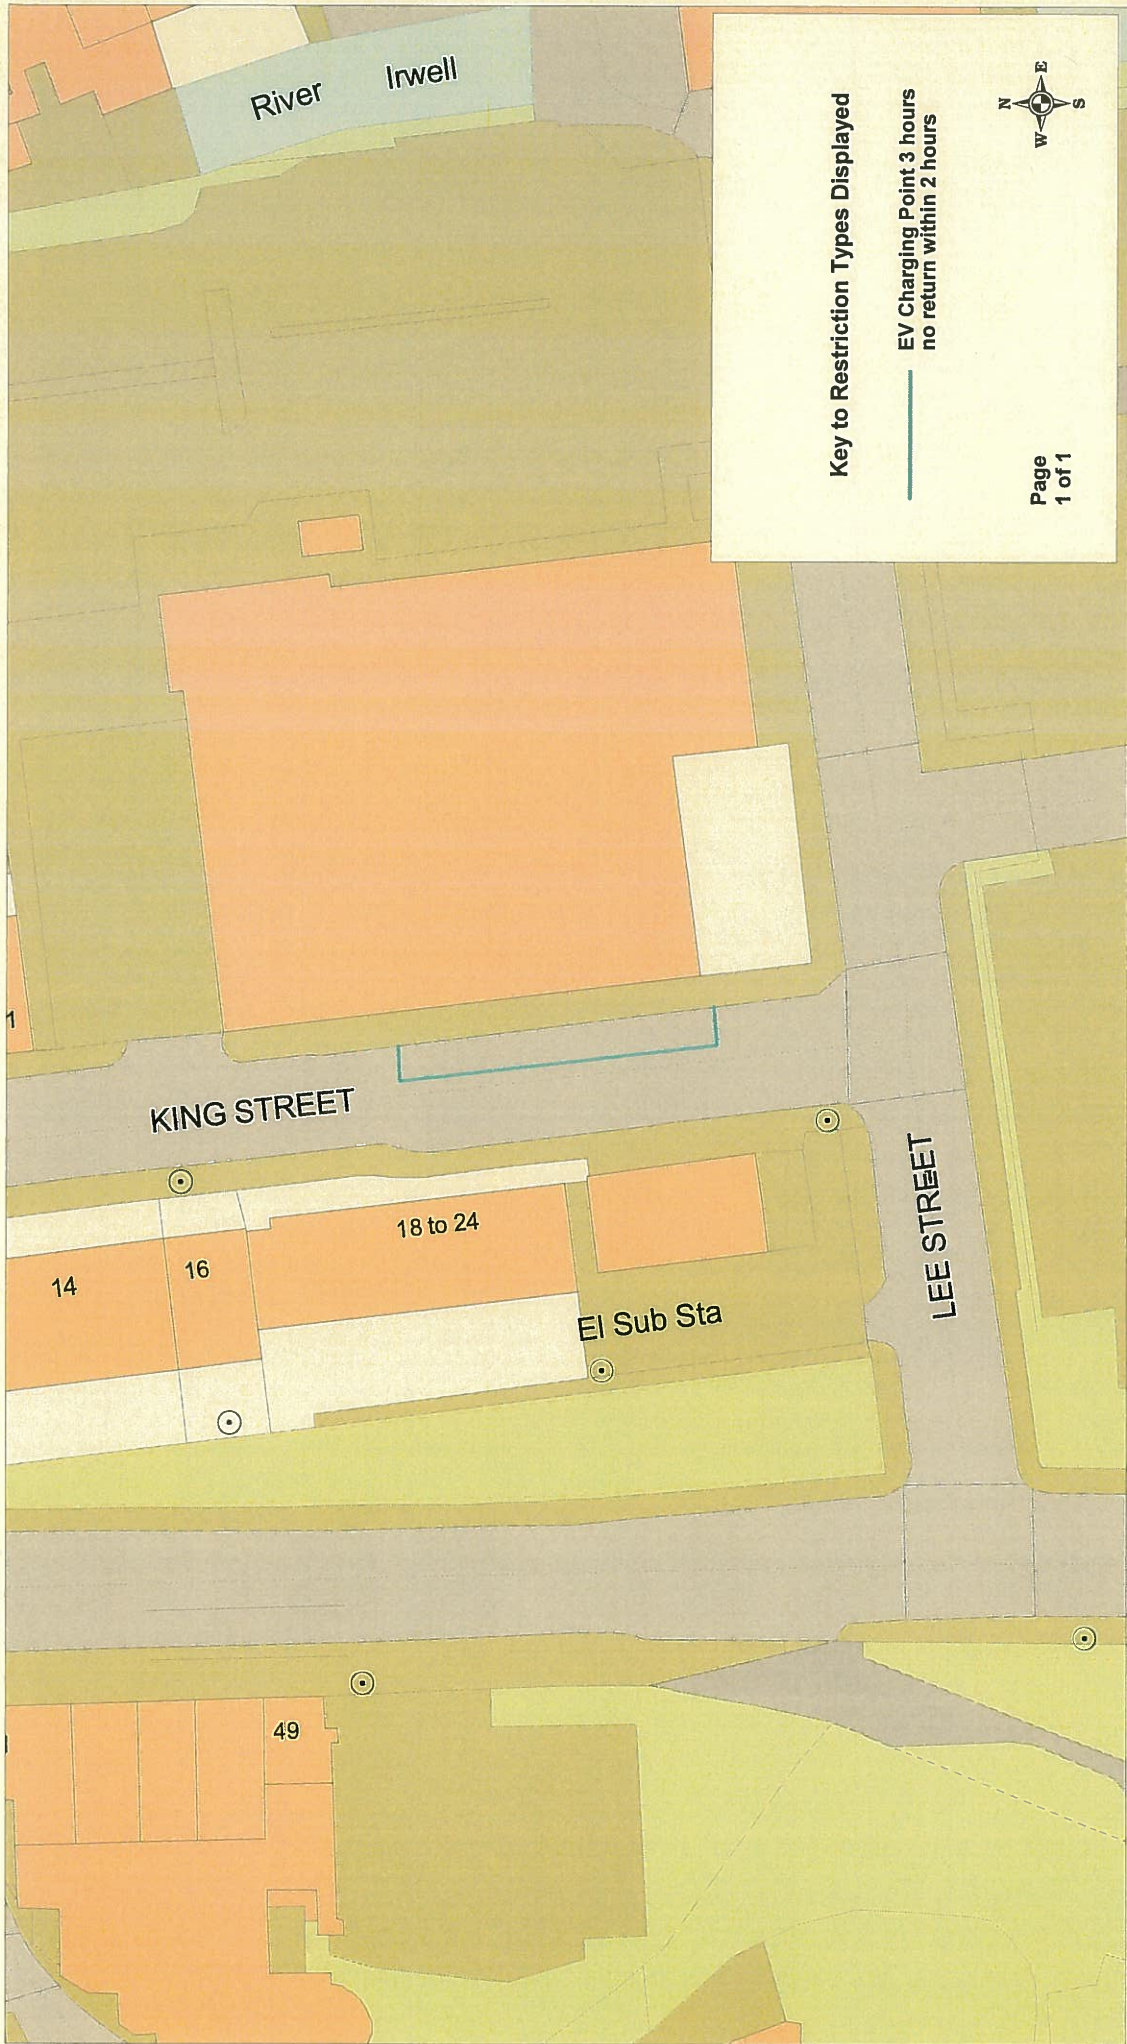 River Irwell
Key to Restriction Types Displayed
EV Charging Point 3 hours
no return within 2 hours
N
E
S
W
Page
1 of 1
1
KING STREET
18 to 24
16
14
El Sub Sta
LEE STREET
49